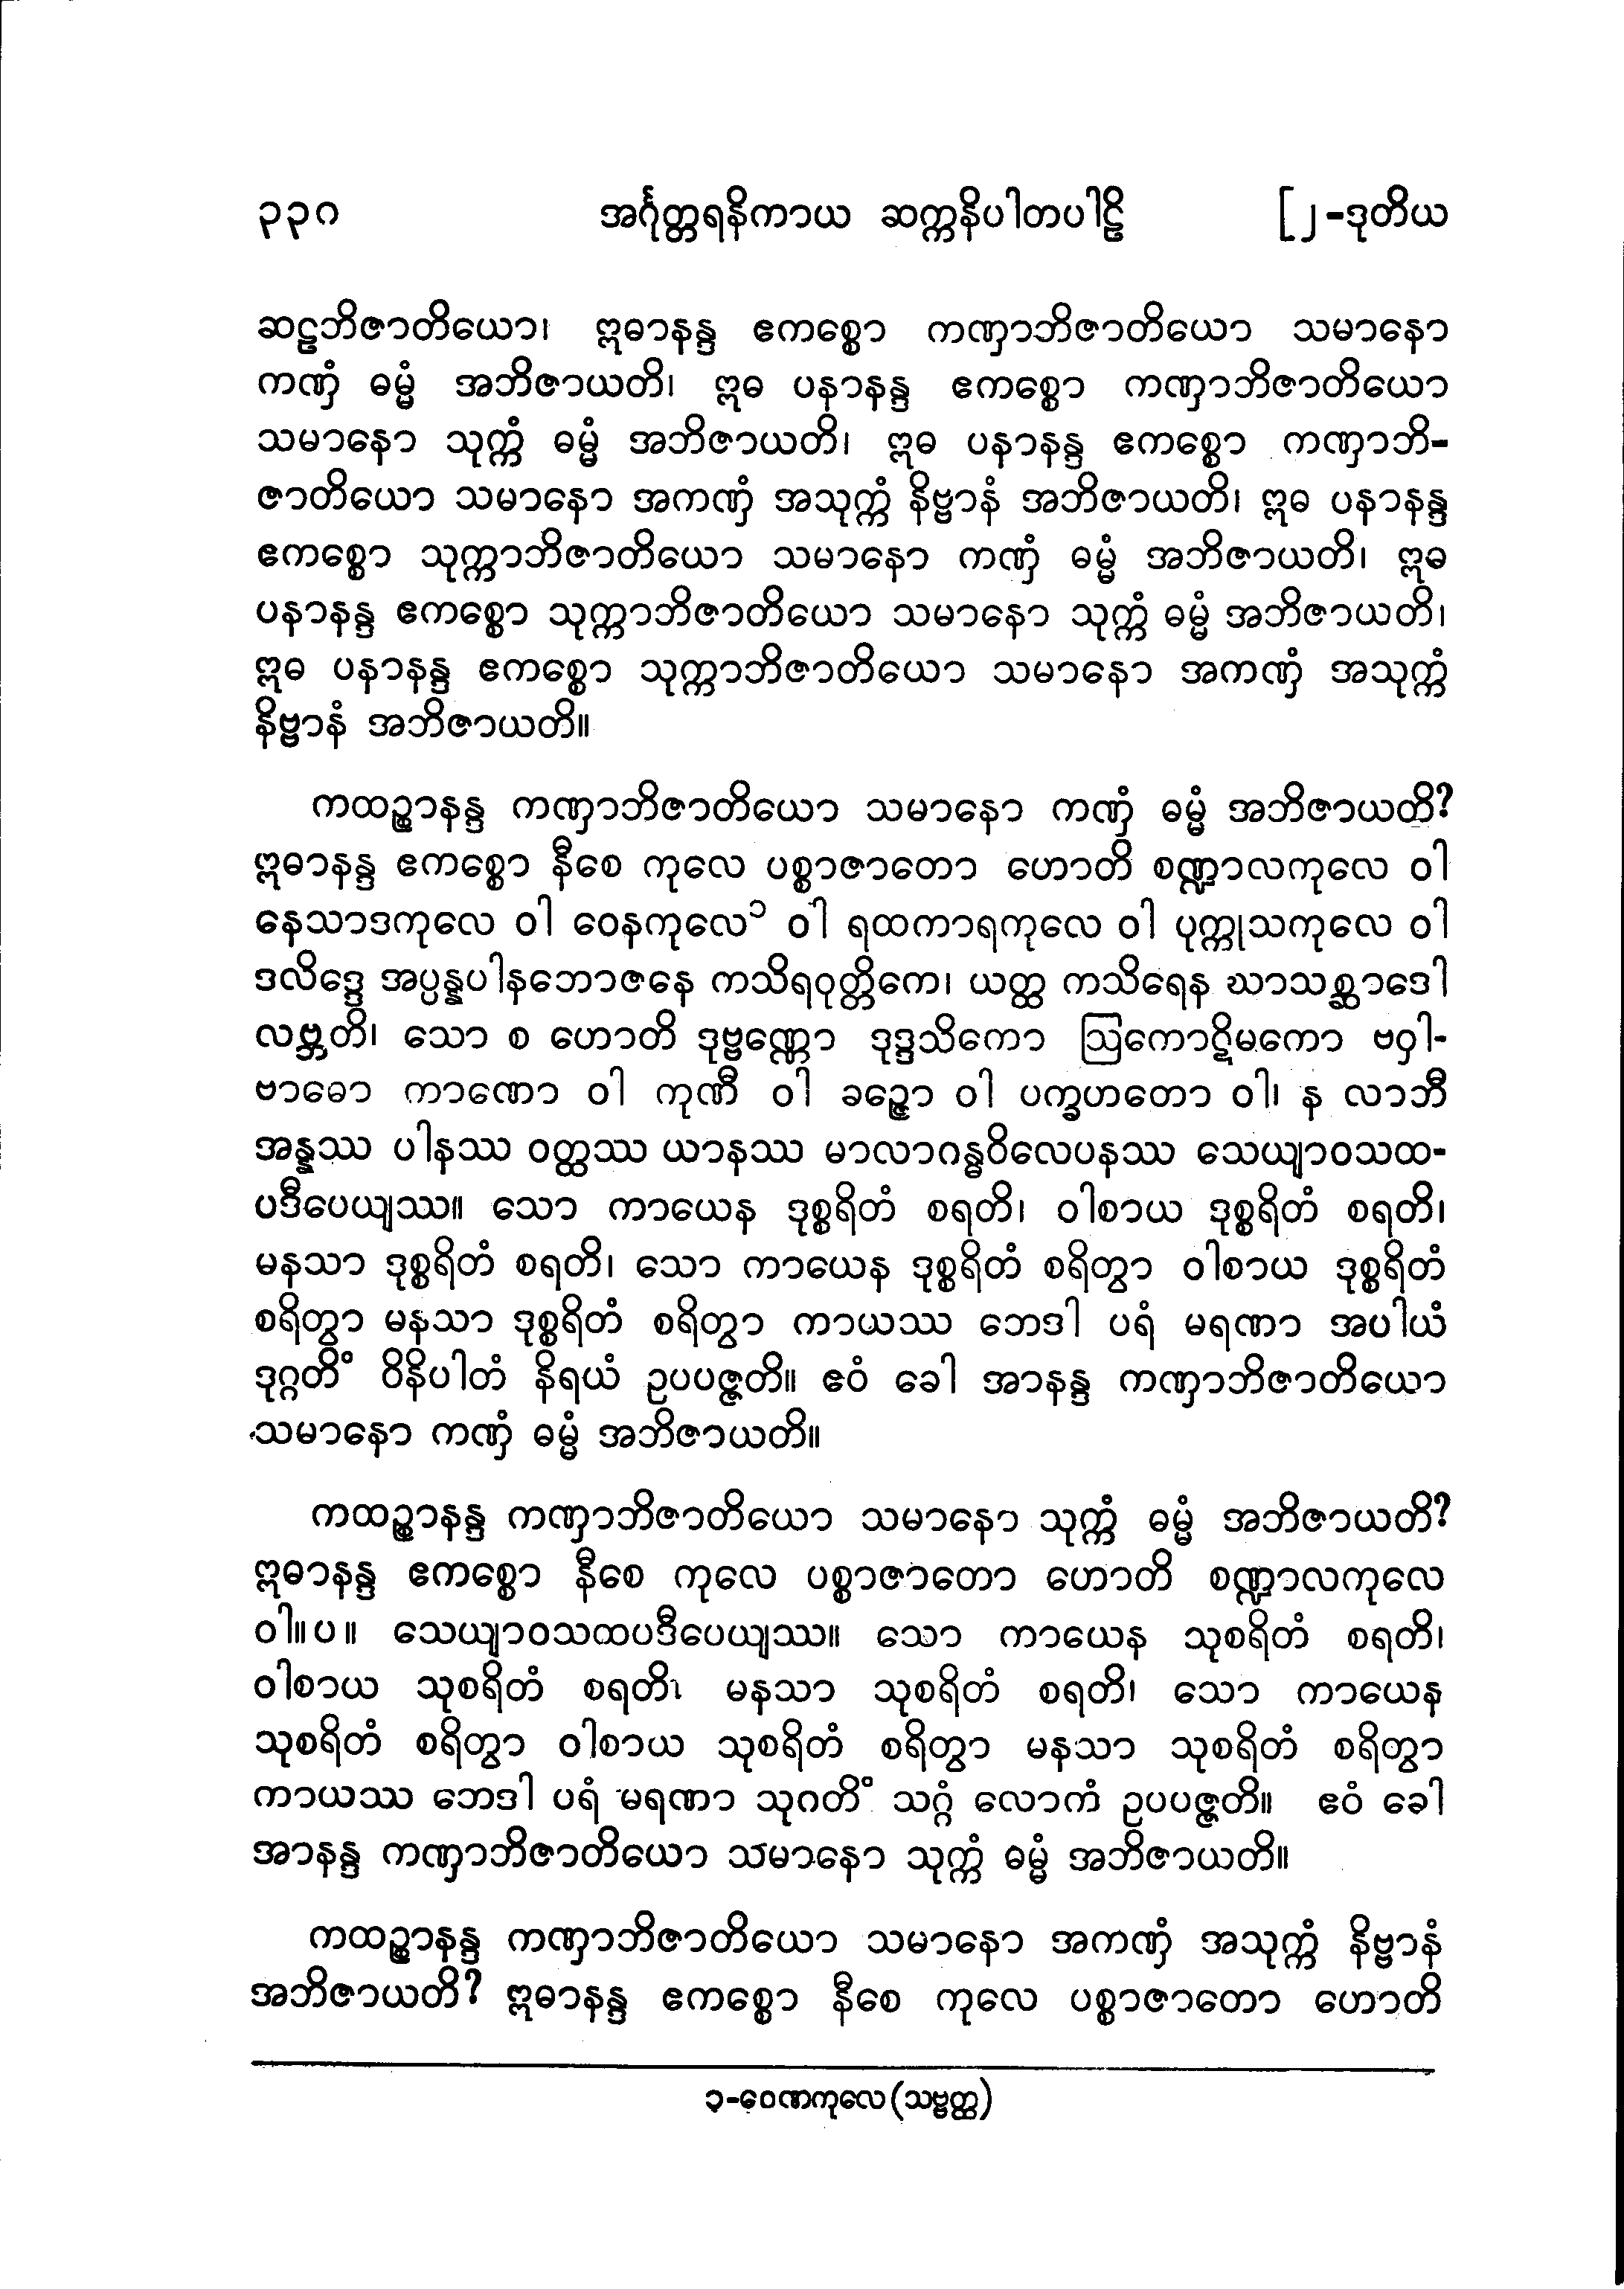 ၃၃၈ အင်္ဂုတ္တရနိကာယ ဆက္ကနိပါတပါဠိ [၂-ဒုတိယ
ဆဠဘိဇာတိယော၊ ဣဓာနန္ဒ ဧကစ္စော ကဏှာဘိဇာတိယော သမာနော
ကဏှံ ဓမ္မံ အဘိဇာယတိ၊ ဣဓ ပနာနန္ဒ ဧကစ္စော ကဏှာဘိဇာတိယော
သမာနော သုက္ကံ ဓမ္မံ အဘိဇာယတိ၊ ဣဓ ပနာနန္ဒ ဧကစ္စော ကဏှာဘိ-
ဇာတိယော သမာနော အကဏှံ အသုက္ကံ နိဗ္ဗာနံ အဘိဇာယတိ၊ ဣဓ ပနာနန္ဒ
ဧကစ္စော သုက္ကာဘိဇာတိယော သမာနော ကဏှံ ဓမ္မံ အဘိဇာယတိ၊ ဣဓ
ပနာနန္ဒ ဧကစ္စော သုက္ကာဘိဇာတိယော သမာနော သုက္ကံ ဓမ္မံ အဘိဇာယတိ၊
ဣဓ ပနာနန္ဒ ဧကစ္စော သုက္ကာဘိဇာတိယော သမာနော အကဏှံ အသုက္ကံ
နိဗ္ဗာနံ အဘိဇာယတိ။
ကထဉ္စာနန္ဒ ကဏှာဘိဇာတိယော သမာနော ကဏှံ ဓမ္မံ အဘိဇာယတိ?
ဣဓာနန္ဒ ဧကစ္စော နီစေ ကုလေ ပစ္စာဇာတော ဟောတိ စဏ္ဍာလကုလေ ဝါ
နေသာဒကုလေ ဝါ ဝေနကုလေ ၁ ဝါ ရထကာရကုလေ ဝါ ပုက္ကုသကုလေ ဝါ
ဒလိဒ္ဒေ အပ္ပန္နပါနဘောဇနေ ကသိရဝုတ္တိကေ၊ ယတ္ထ ကသိရေန ဃာသစ္ဆာဒေါ
လဗ္ဘတိ၊ သော စ ဟောတိ ဒုဗ္ဗဏ္ဏော ဒုဒ္ဒသိကော ဩကောဋိမကော ဗဝှါ-
ဗာဓော ကာဏော ဝါ ကုဏီ ဝါ ခဉ္ဇော ဝါ ပက္ခဟတော ဝါ၊ န လာဘီ
အန္နဿ ပါနဿ ဝတ္ထဿ ယာနဿ မာလာဂန္ဓဝိလေပနဿ သေယျာဝသထ-
ပဒီပေယျဿ။ သော ကာယေန ဒုစ္စရိတံ စရတိ၊ ဝါစာယ ဒုစ္စရိတံ စရတိ၊
မနသာ ဒုစ္စရိတံ စရတိ၊ သော ကာယေန ဒုစ္စရိတံ စရိတွာ ဝါစာယ ဒုစ္စရိတံ
စရိတွာ မနသာ ဒုစ္စရိတံ စရိတွာ ကာယဿ ဘေဒါ ပရံ မရဏာ အပါယံ
ဒုဂ္ဂတိံ ဝိနိပါတံ နိရယံ ဥပပဇ္ဇတိ။ ဧဝံ ခေါ အာနန္ဒ ကဏှာဘိဇာတိယော
သမာနော ကဏှံ ဓမ္မံ အဘိဇာယတိ။
ကထဉ္စာနန္ဒ ကဏှာဘိဇာတိယော သမာနော သုက္ကံ ဓမ္မံ အဘိဇာယတိ?
ဣဓာနန္ဒ ဧကစ္စော နီစေ ကုလေ ပစ္စာဇာတော ဟောတိ စဏ္ဍာလကုလေ
ဝါ။ပ။ သေယျာဝသထပဒီပေယျဿ။ သော ကာယေန သုစရိတံ စရတိ၊
ဝါစာယ သုစရိတံ စရတိ၊ မနသာ သုစရိတံ စရတိ၊ သော ကာယေန
သုစရိတံ စရိတွာ ဝါစာယ သုစရိတံ စရိတွာ မနသာ သုစရိတံ စရိတွာ
ကာယဿ ဘေဒါ ပရံ မရဏာ သုဂတိံ သဂ္ဂံ လောကံ ဥပပဇ္ဇတိ။ ဧဝံ ခေါ
အာနန္ဒ ကဏှာဘိဇာတိယော သမာနော သုက္ကံ ဓမ္မံ အဘိဇာယတိ။
ကထဉ္စာနန္ဒ ကဏှာဘိဇာတိယော သမာနော အကဏှံ အသုက္ကံ နိဗ္ဗာနံ
အဘိဇာယတိ? ဣဓာနန္ဒ ဧကစ္စော နီစေ ကုလေ ပစ္စာဇာတော ဟောတိ
၁-ဝေဏကုလေ (သဗ္ဗတ္ထ)